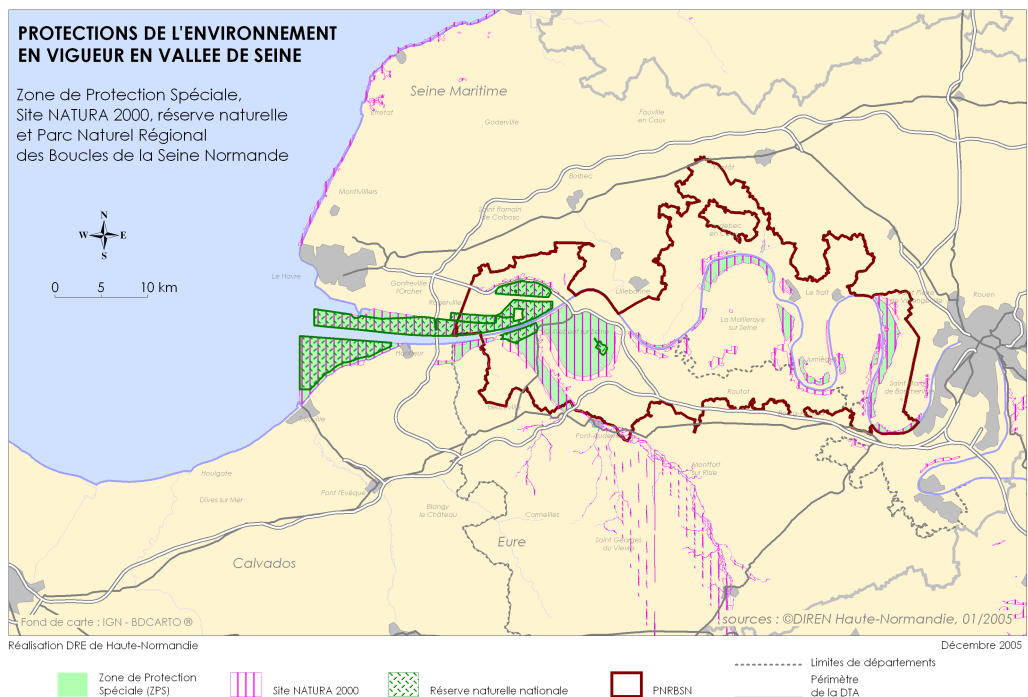 PROTECTIONS DE L'ENVIRONNEMENT
EN VIGUEUR EN VALLEE DE SEINE
Zone de Protection Spéciale,
Site NATURA 2000, réserve naturelle
et Parc Naturel Régional
des Boucles de la Seine Normande
Seine Maritime
Etretat
Goderville
Fauville
en Caux
Montivilliers
Bolbec
Saint Romain
de Colbosc
N
W E
S
0 5 10 km
Le Havre
Gonfreville
l'Orcher
Lillebonne
Le Trait
Rouen
La Mailleraye
sur Seine
Honfleur
Jumièges
Routot
Trouville
Beuzeville
Pont-Audemer
Montfort
sur Risle
Houlgate
Dives sur Mer
Pont l'Evêque
Blangy
le Château
Cormeilles
Eure
Saint Georges
du Vièvre
Calvados
Fond de carte : IGN - BDCARTO ®
sources : ©DIREN Haute-Normandie, 01/2005
Réalisation DRE de Haute-Normandie
Décembre 2005
Zone de Protection
Spéciale (ZPS)
Site NATURA 2000
Réserve naturelle nationale
PNRBSN
Limites de départements
Périmètre
de la DTA